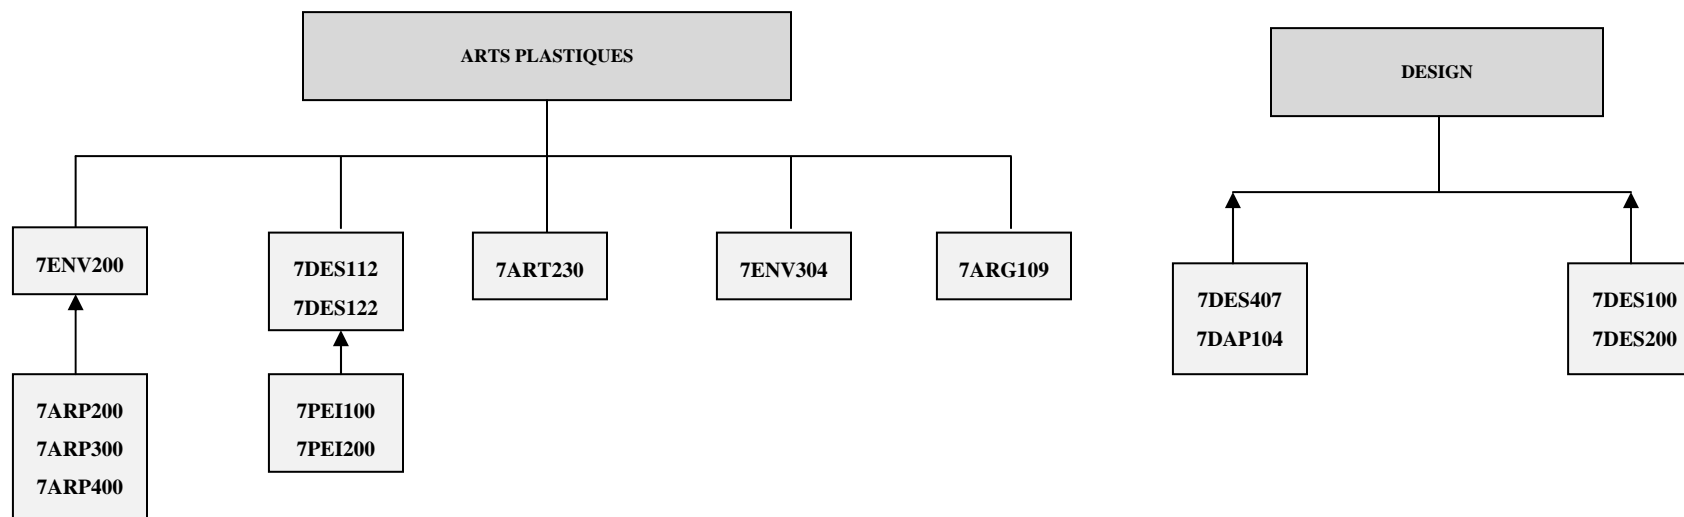 ARTS PLASTIQUES
DESIGN
7ENV200
7DES112
7DES122
7ART230
7ENV304
7ARG109
7DES407
7DAP104
7DES100
7DES200
7ARP200
7ARP300
7ARP400
7PEI100
7PEI200